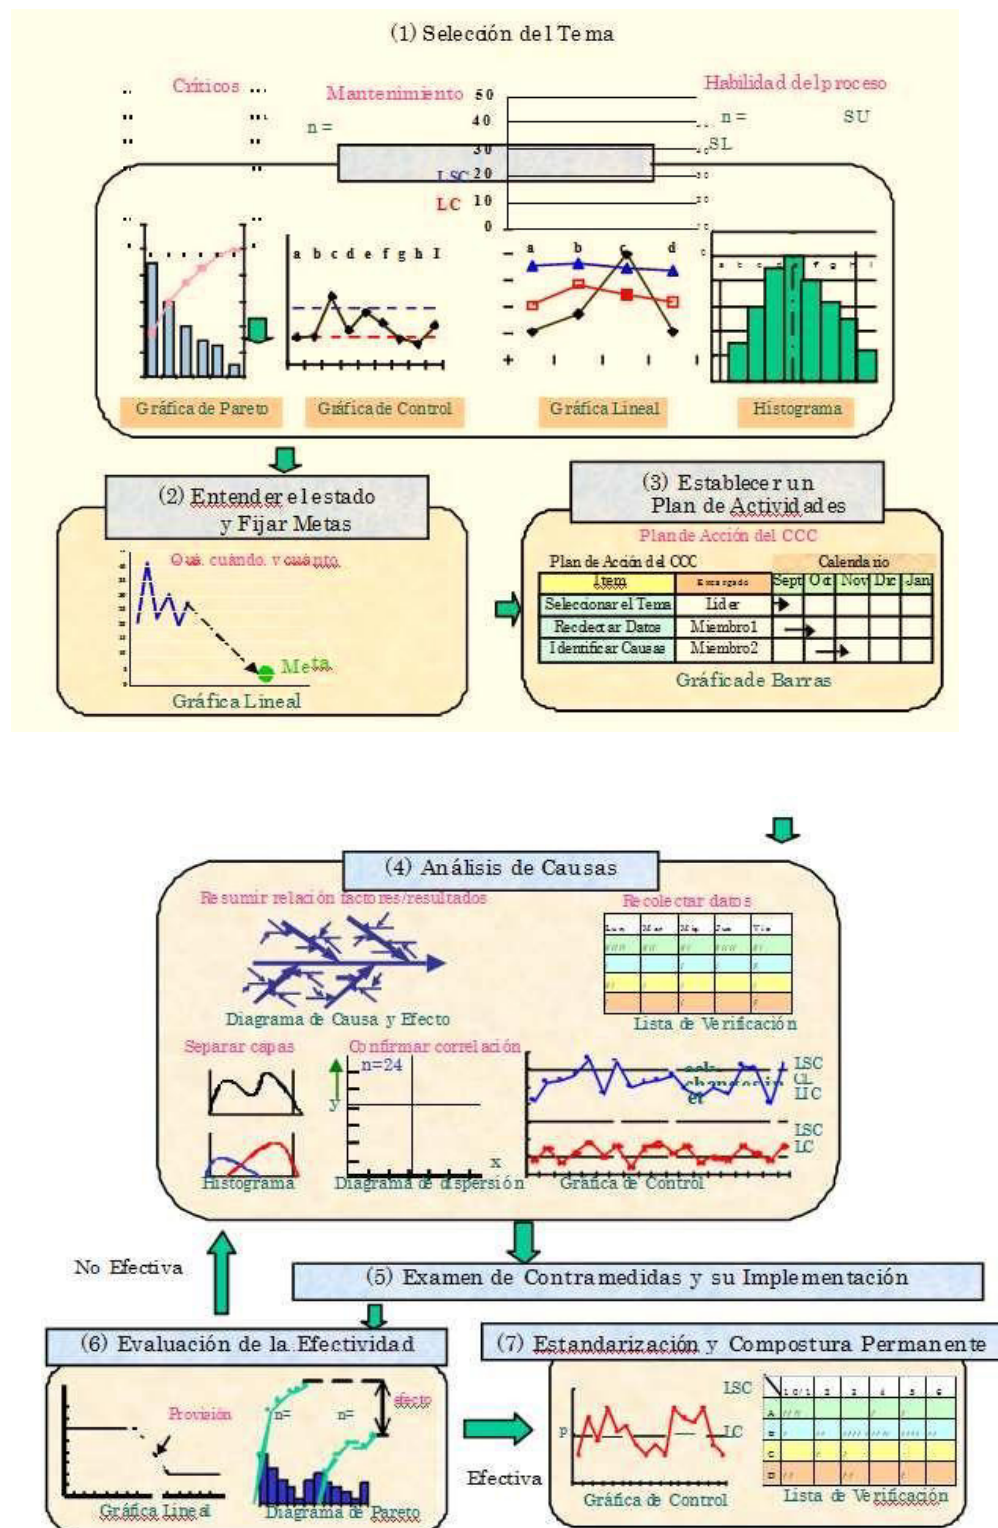 (1) Selección del Tema
Críticos
Mantenimiento
Habilidad del proceso
n =
n =
SU
SL
50
40
30
20
10
0
LSC
LC
a b c d e f g h I
a b c d
Gráfica de Pareto
Gráfica de Control
Gráfica Lineal
Histograma
(2) Entender el estado
y Fijar Metas
Qué, cuándo, y cuánto
Meta
Gráfica Lineal
(3) Establecer un
Plan de Actividades
Plan de Acción del CCC
Plan de Acción del CCC
Calendario
Item
Encargado
Sept Oct Nov Dic Jan
Seleccionar el Tema Líder
Recolectar Datos Miembro1
Identificar Causas Miembro2
Gráfica de Barras
(4) Análisis de Causas
Resumir relación factores/resultados
Recolectar datos
Diagrama de Causa y Efecto
Lista de Verificación
Separar capas
Confirmar correlación
n=24
y
x
LSC
CL
LIC
LSC
LC
Histograma
Diagrama de dispersión
Gráfica de Control
No Efectiva
(5) Examen de Contramedidas y su Implementación
(6) Evaluación de la Efectividad
Provisión
n= n=
efecto
Gráfica Lineal
Diagrama de Pareto
Efectiva
(7) Estandarización y Compostura Permanente
LSC
LC
p
Gráfica de Control
Lista de Verificación